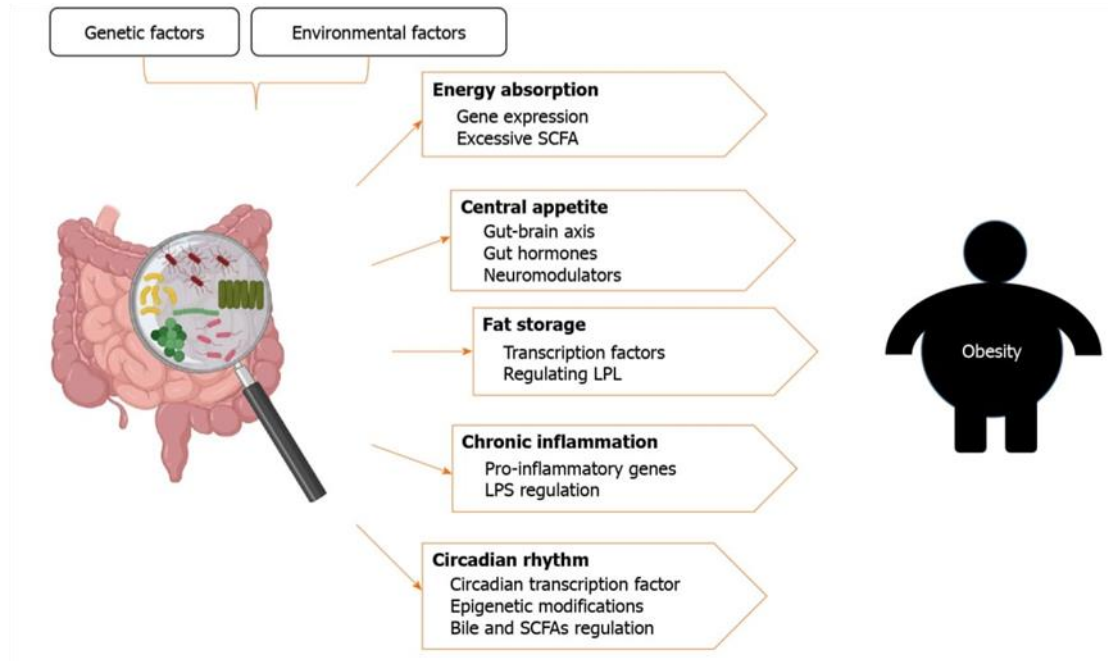 Genetic factors
Environmental factors
Energy absorption
Gene expression
Excessive SCFA
Central appetite
Gut-brain axis
Gut hormones
Neuromodulators
Fat storage
Transcription factors
Regulating LPL
Obesity
Chronic inflammation
Pro-inflammatory genes
LPS regulation
Circadian rhythm
Circadian transcription factor
Epigenetic modifications
Bile and SCFAs regulation